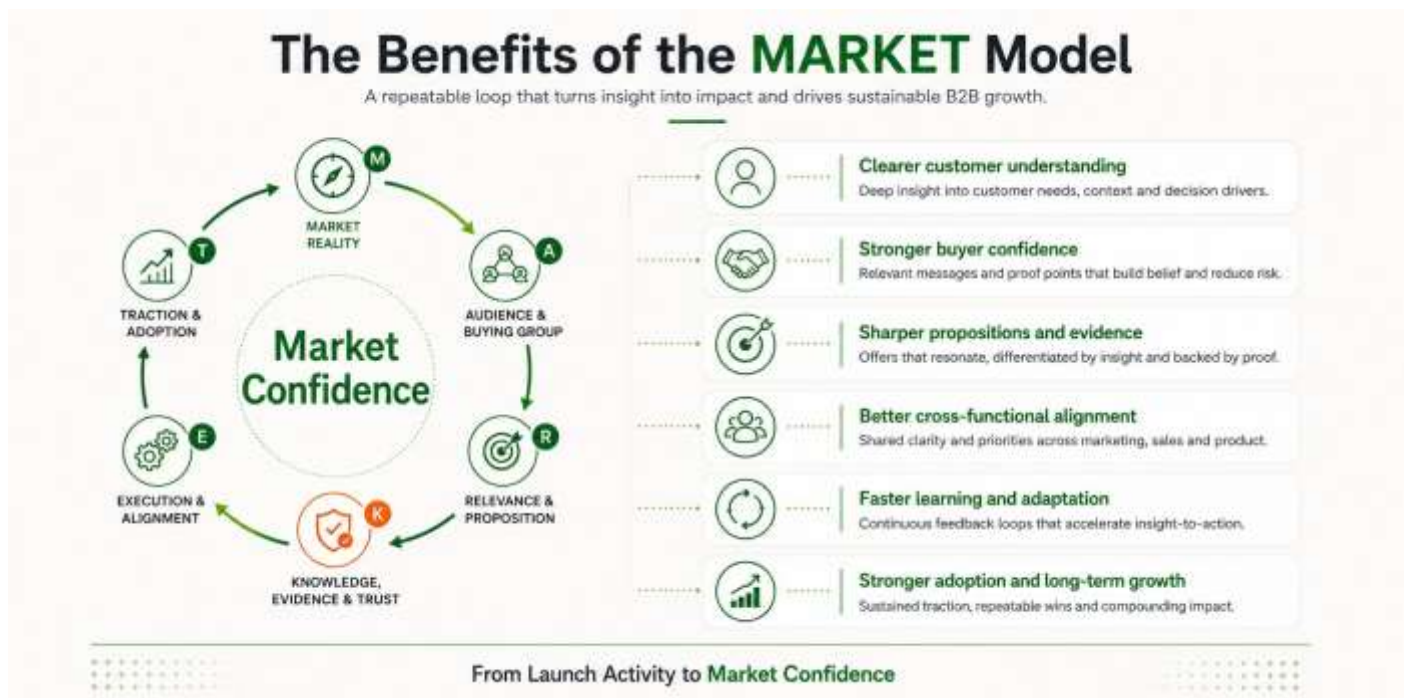 The Benefits of the MARKET Model
A repeatable loop that turns insight into impact and drives sustainable B2B growth.
M
MARKET
REALITY
A
AUDIENCE &
BUYING GROUP
R
RELEVANCE &
PROPOSITION
K
KNOWLEDGE,
EVIDENCE & TRUST
E
EXECUTION &
ALIGNMENT
T
TRACTION &
ADOPTION
Market
Confidence
Clearer customer understanding
Deep insight into customer needs, context and decision drivers.
Stronger buyer confidence
Relevant messages and proof points that build belief and reduce risk.
Sharper propositions and evidence
Offers that resonate, differentiated by insight and backed by proof.
Better cross-functional alignment
Shared clarity and priorities across marketing, sales and product.
Faster learning and adaptation
Continuous feedback loops that accelerate insight-to-action.
Stronger adoption and long-term growth
Sustained traction, repeatable wins and compounding impact.
From Launch Activity to Market Confidence